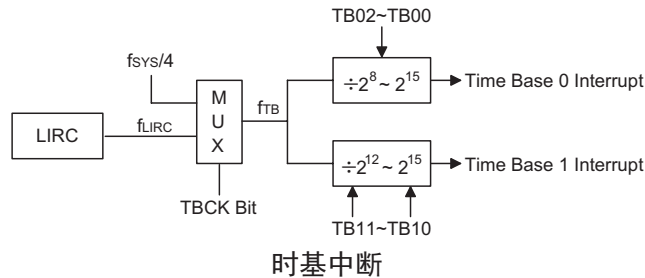 TB02~TB00
fSYS/4
÷2^8 ~ 2^15
Time Base 0 Interrupt
M
U
X
fTB
LIRC
fLIRC
÷2^12 ~ 2^15
Time Base 1 Interrupt
TBCK Bit
TB11~TB10
时基中断